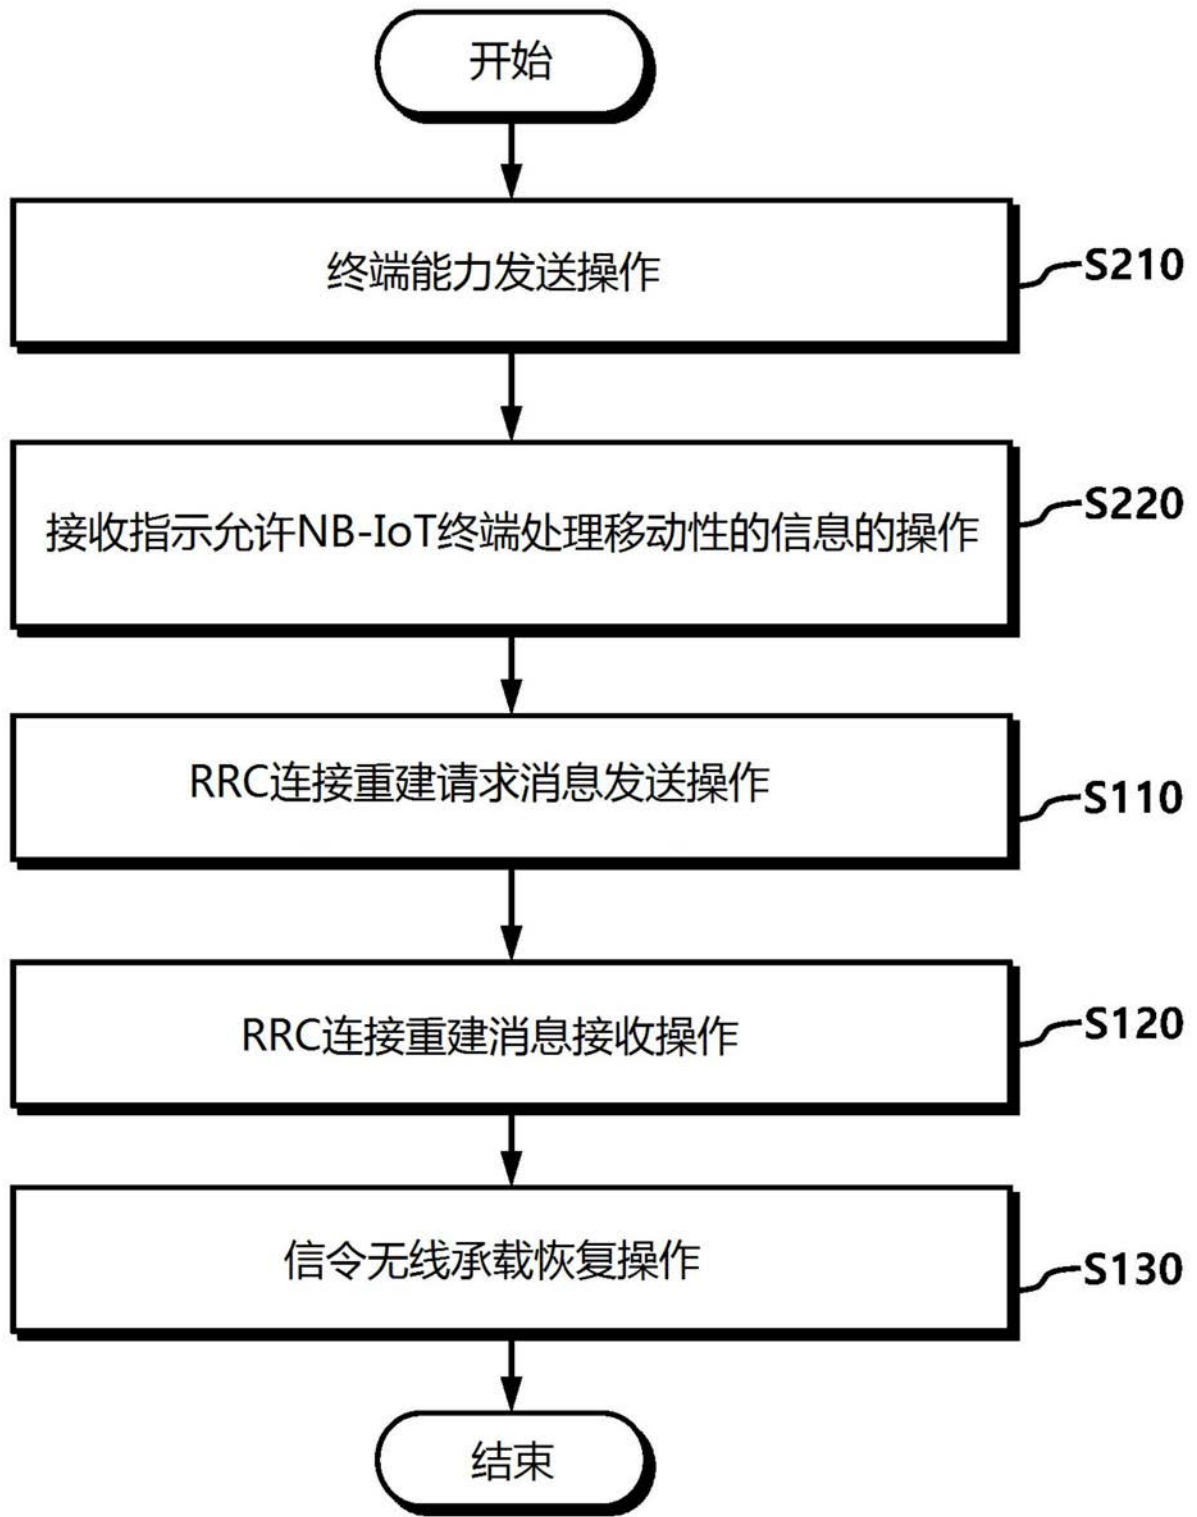 开始
终端能力发送操作
S210
接收指示允许NB-IoT终端处理移动性的信息的操作
S220
RRC连接重建请求消息发送操作
S110
RRC连接重建消息接收操作
S120
信令无线承载恢复操作
S130
结束